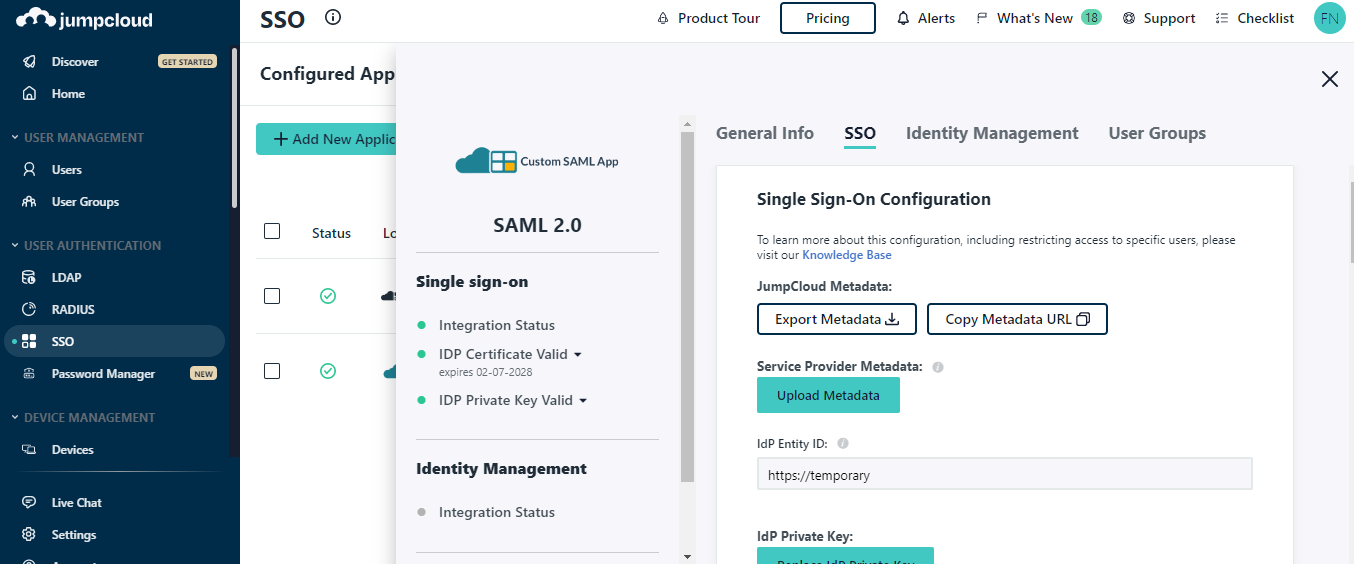 jumpcloud
Discover
GET STARTED
Home
USER MANAGEMENT
Users
User Groups
USER AUTHENTICATION
LDAP
RADIUS
SSO
Password Manager
NEW
DEVICE MANAGEMENT
Devices
Live Chat
Settings
SSO
Product Tour
Pricing
Alerts
What's New
18
Support
Checklist
FN
Configured App
Add New Applic
Status
Lo
Custom SAML App
SAML 2.0
Single sign-on
Integration Status
IDP Certificate Valid
expires 02-07-2028
IDP Private Key Valid
Identity Management
Integration Status
General Info
SSO
Identity Management
User Groups
Single Sign-On Configuration
To learn more about this configuration, including restricting access to specific users, please
visit our Knowledge Base
JumpCloud Metadata:
Export Metadata
Copy Metadata URL
Service Provider Metadata:
Upload Metadata
IdP Entity ID:
https://temporary
IdP Private Key:
Replace IdP Private Key